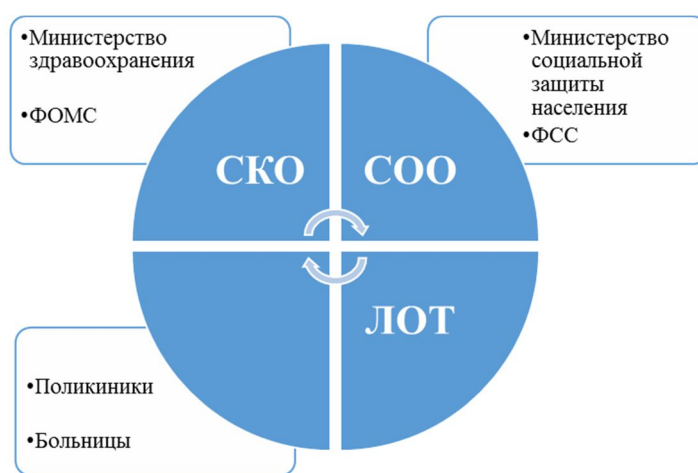 •Министерство
здравоохранения
•ФОМС
•Министерство
социальной
защиты
населения
•ФСС
СКО
СОО
ЛОТ
•Поликиники
•Больницы